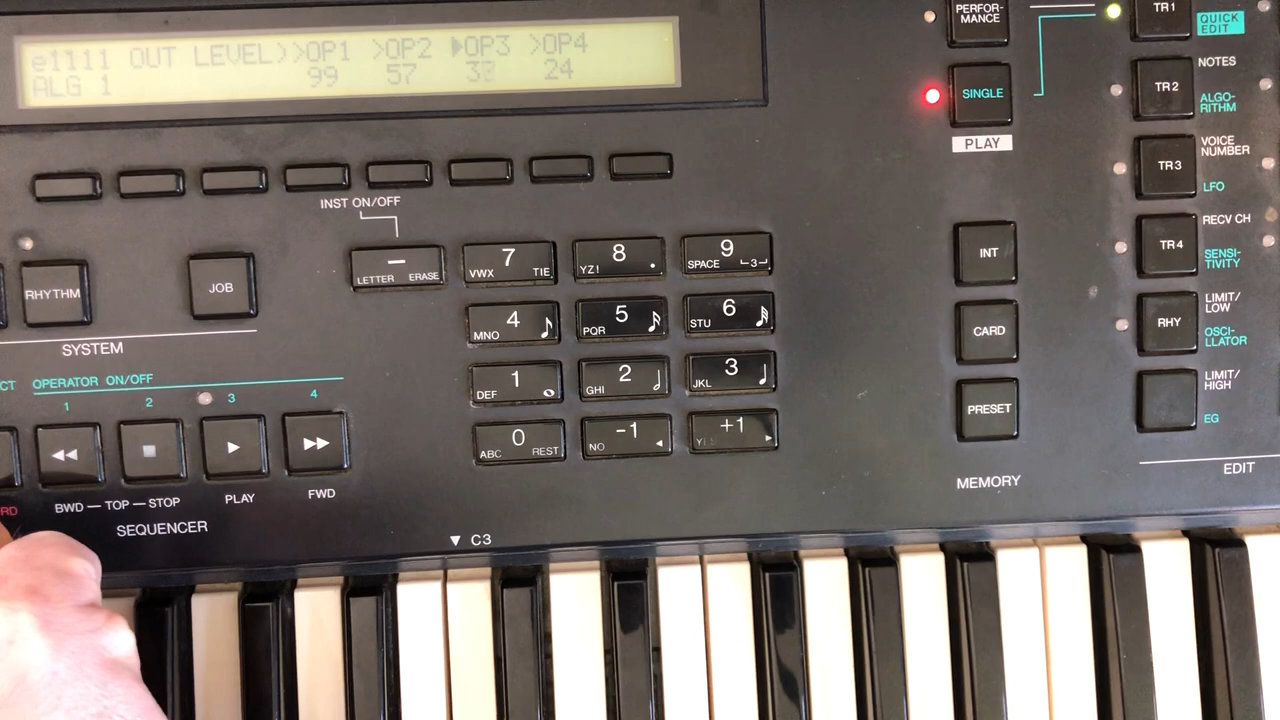 e1111 OUT LEVEL>>OP1 >OP2 ▶OP3 >OP4
ALG 1 99 57 24
PERFOR-
MANCE
SINGLE
PLAY
TR1
QUICK
EDIT
TR2
NOTES
ALGO-
RITHM
TR3
VOICE
NUMBER
LFO
TR4
RECV CH
SENSI-
TIVITY
RHY
LIMIT/
LOW
OSCI-
LLATOR
LIMIT/
HIGH
EG
EDIT
INST ON/OFF
–
LETTER ERASE
7
VWX TIE
8
YZ! .
9
SPACE 3
4
MNO
5
PQR
6
STU
1
DEF
2
GHI
3
JKL
0
ABC REST
-1
NO
+1
YES
INT
CARD
PRESET
MEMORY
RHYTHM
JOB
SYSTEM
CT OPERATOR ON/OFF
1 2 3 4
RD BWD — TOP — STOP PLAY FWD
SEQUENCER
▼ C3